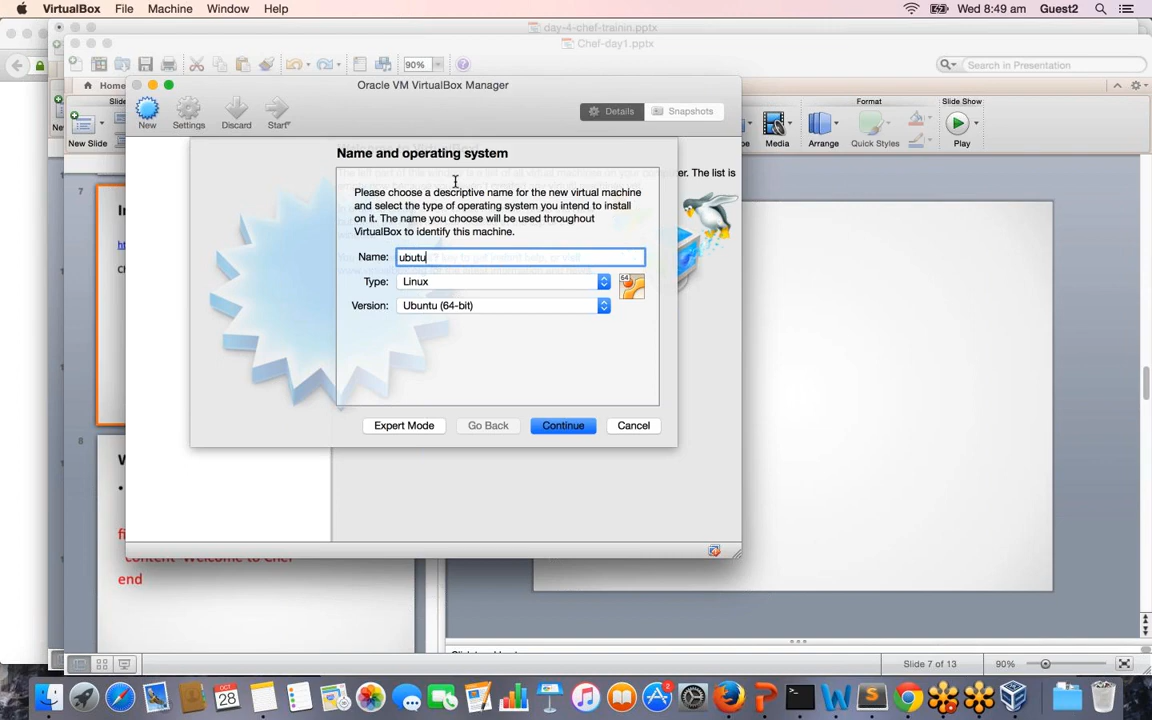 VirtualBox File Machine Window Help
Wed 8:49 am Guest2
day-4-chef-trainin.pptx
Chef-day1.pptx
90%
Search in Presentation
Home
Oracle VM VirtualBox Manager
New Settings Discard Start
Details Snapshots
New Slide
Format
Slide Show
Media Arrange Quick Styles Play
Name and operating system
Please choose a descriptive name for the new virtual machine
and select the type of operating system you intend to install
on it. The name you choose will be used throughout
VirtualBox to identify this machine.
Name: ubutu
Type: Linux
64
Version: Ubuntu (64-bit)
Expert Mode Go Back Continue Cancel
7
8
end
Slide 7 of 13
90%
OCT
28
2